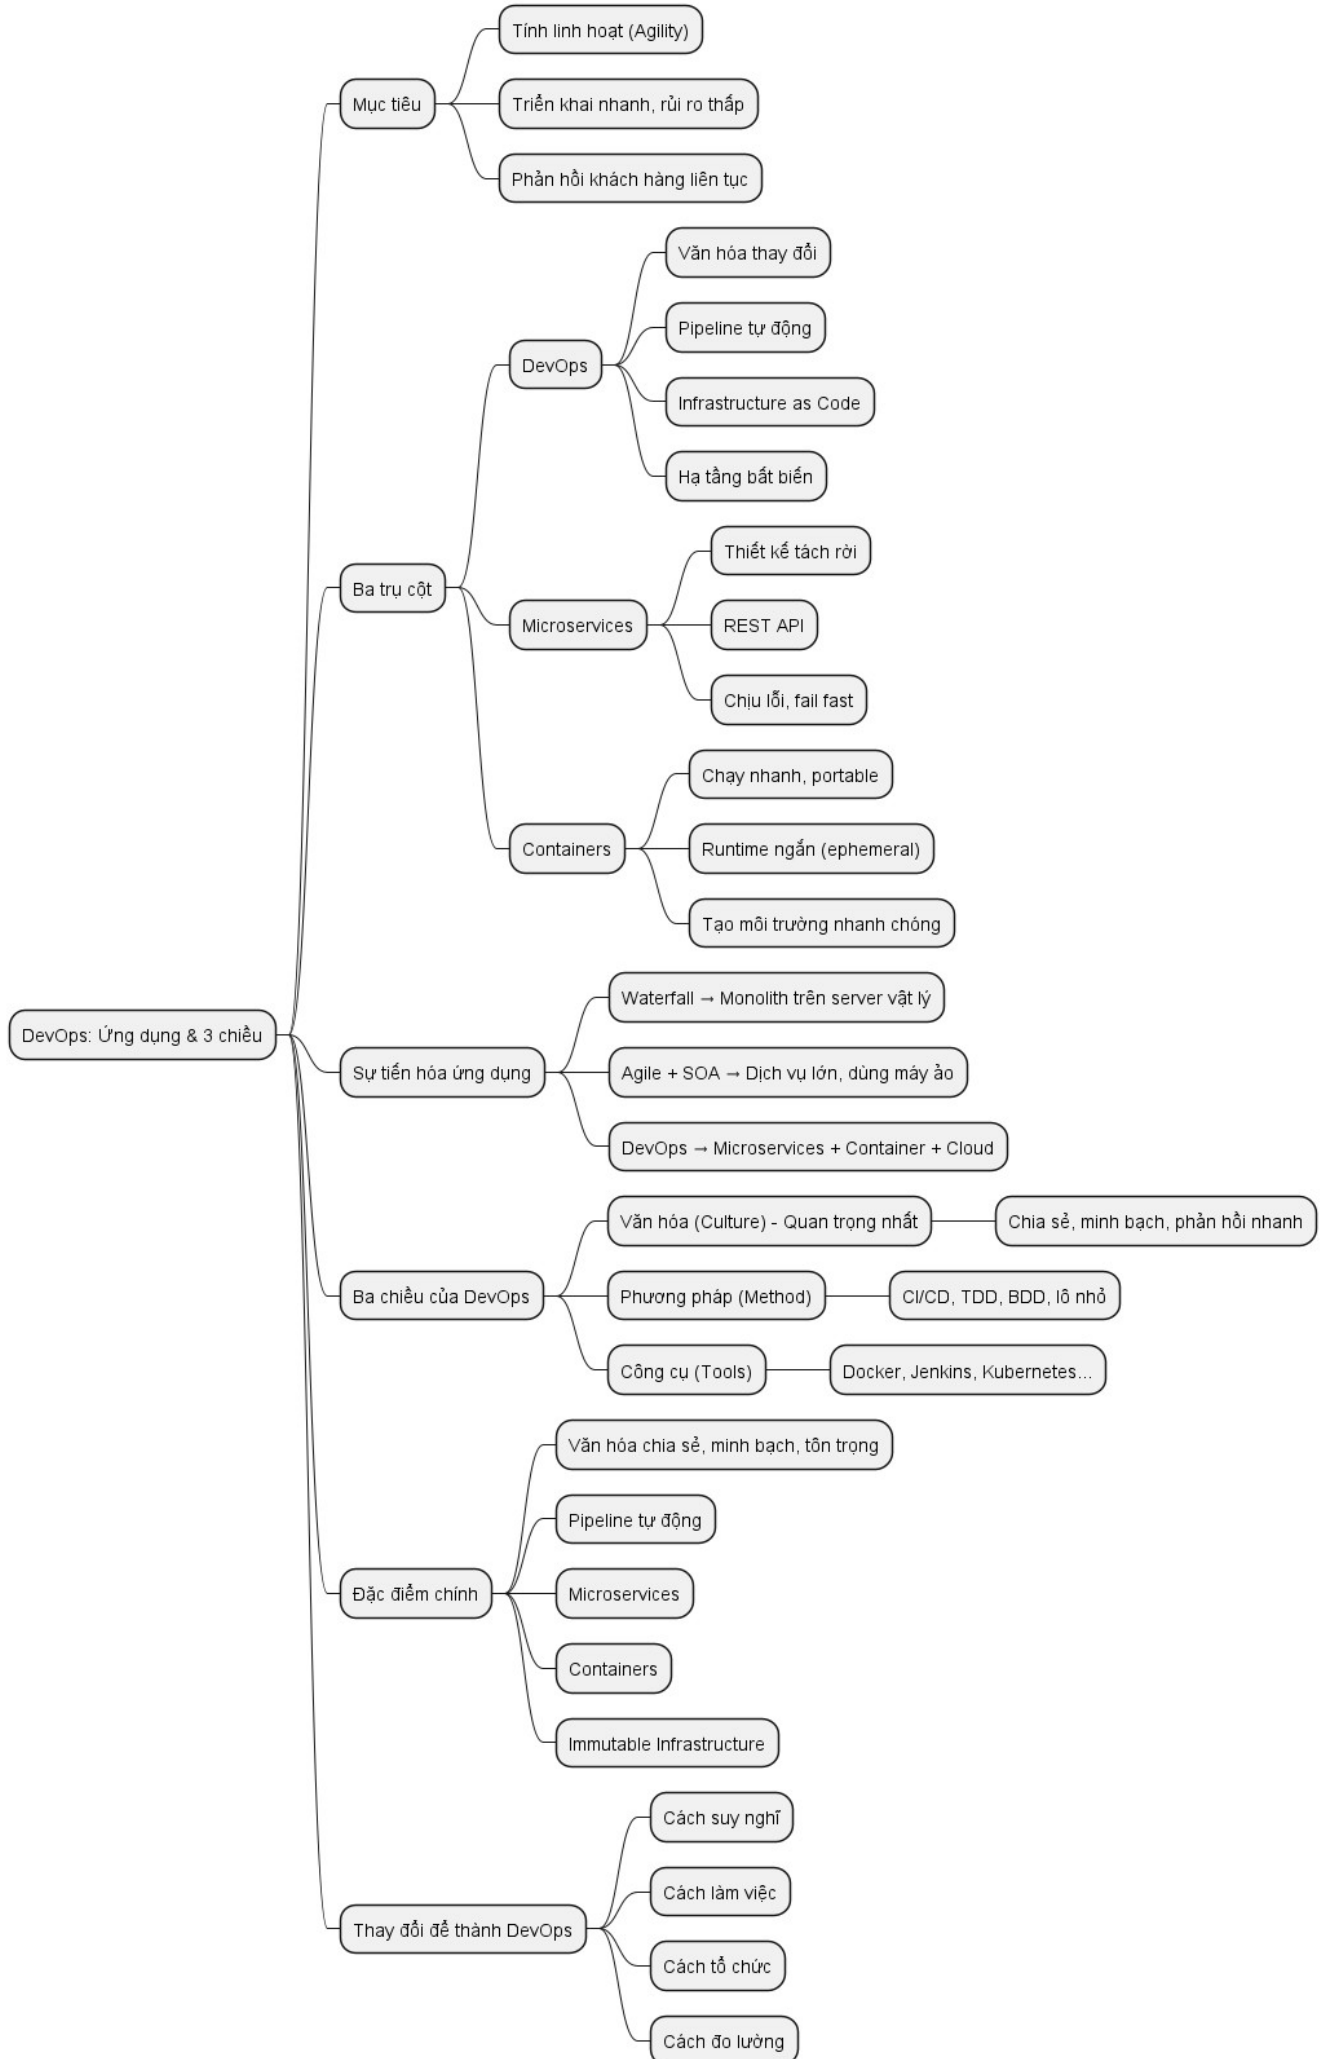 DevOps: Ứng dụng & 3 chiều
Mục tiêu
Tính linh hoạt (Agility)
Triển khai nhanh, rủi ro thấp
Phản hồi khách hàng liên tục
Ba trụ cột
DevOps
Văn hóa thay đổi
Pipeline tự động
Infrastructure as Code
Hạ tầng bất biến
Microservices
Thiết kế tách rời
REST API
Chịu lỗi, fail fast
Containers
Chạy nhanh, portable
Runtime ngắn (ephemeral)
Tạo môi trường nhanh chóng
Sự tiến hóa ứng dụng
Waterfall → Monolith trên server vật lý
Agile + SOA → Dịch vụ lớn, dùng máy ảo
DevOps → Microservices + Container + Cloud
Ba chiều của DevOps
Văn hóa (Culture) - Quan trọng nhất
Chia sẻ, minh bạch, phản hồi nhanh
Phương pháp (Method)
CI/CD, TDD, BDD, lô nhỏ
Công cụ (Tools)
Docker, Jenkins, Kubernetes...
Đặc điểm chính
Văn hóa chia sẻ, minh bạch, tôn trọng
Pipeline tự động
Microservices
Containers
Immutable Infrastructure
Thay đổi để thành DevOps
Cách suy nghĩ
Cách làm việc
Cách tổ chức
Cách đo lường